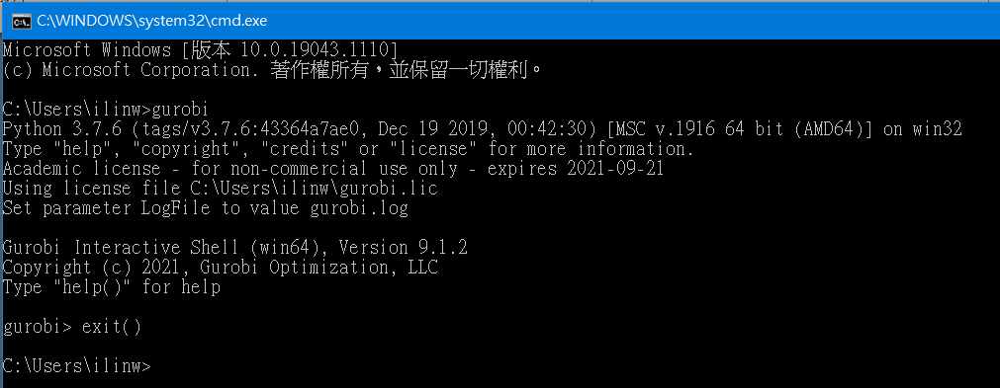 C:\WINDOWS\system32\cmd.exe
Microsoft Windows [版本 10.0.19043.1110]
(c) Microsoft Corporation. 著作權所有，並保留一切權利。
C:\Users\ilinw>gurobi
Python 3.7.6 (tags/v3.7.6:43364a7ae0, Dec 19 2019, 00:42:30) [MSC v.1916 64 bit (AMD64)] on win32
Type "help", "copyright", "credits" or "license" for more information.
Academic license - for non-commercial use only - expires 2021-09-21
Using license file C:\Users\ilinw\gurobi.lic
Set parameter LogFile to value gurobi.log
Gurobi Interactive Shell (win64), Version 9.1.2
Copyright (c) 2021, Gurobi Optimization, LLC
Type "help()" for help
gurobi> exit()
C:\Users\ilinw>